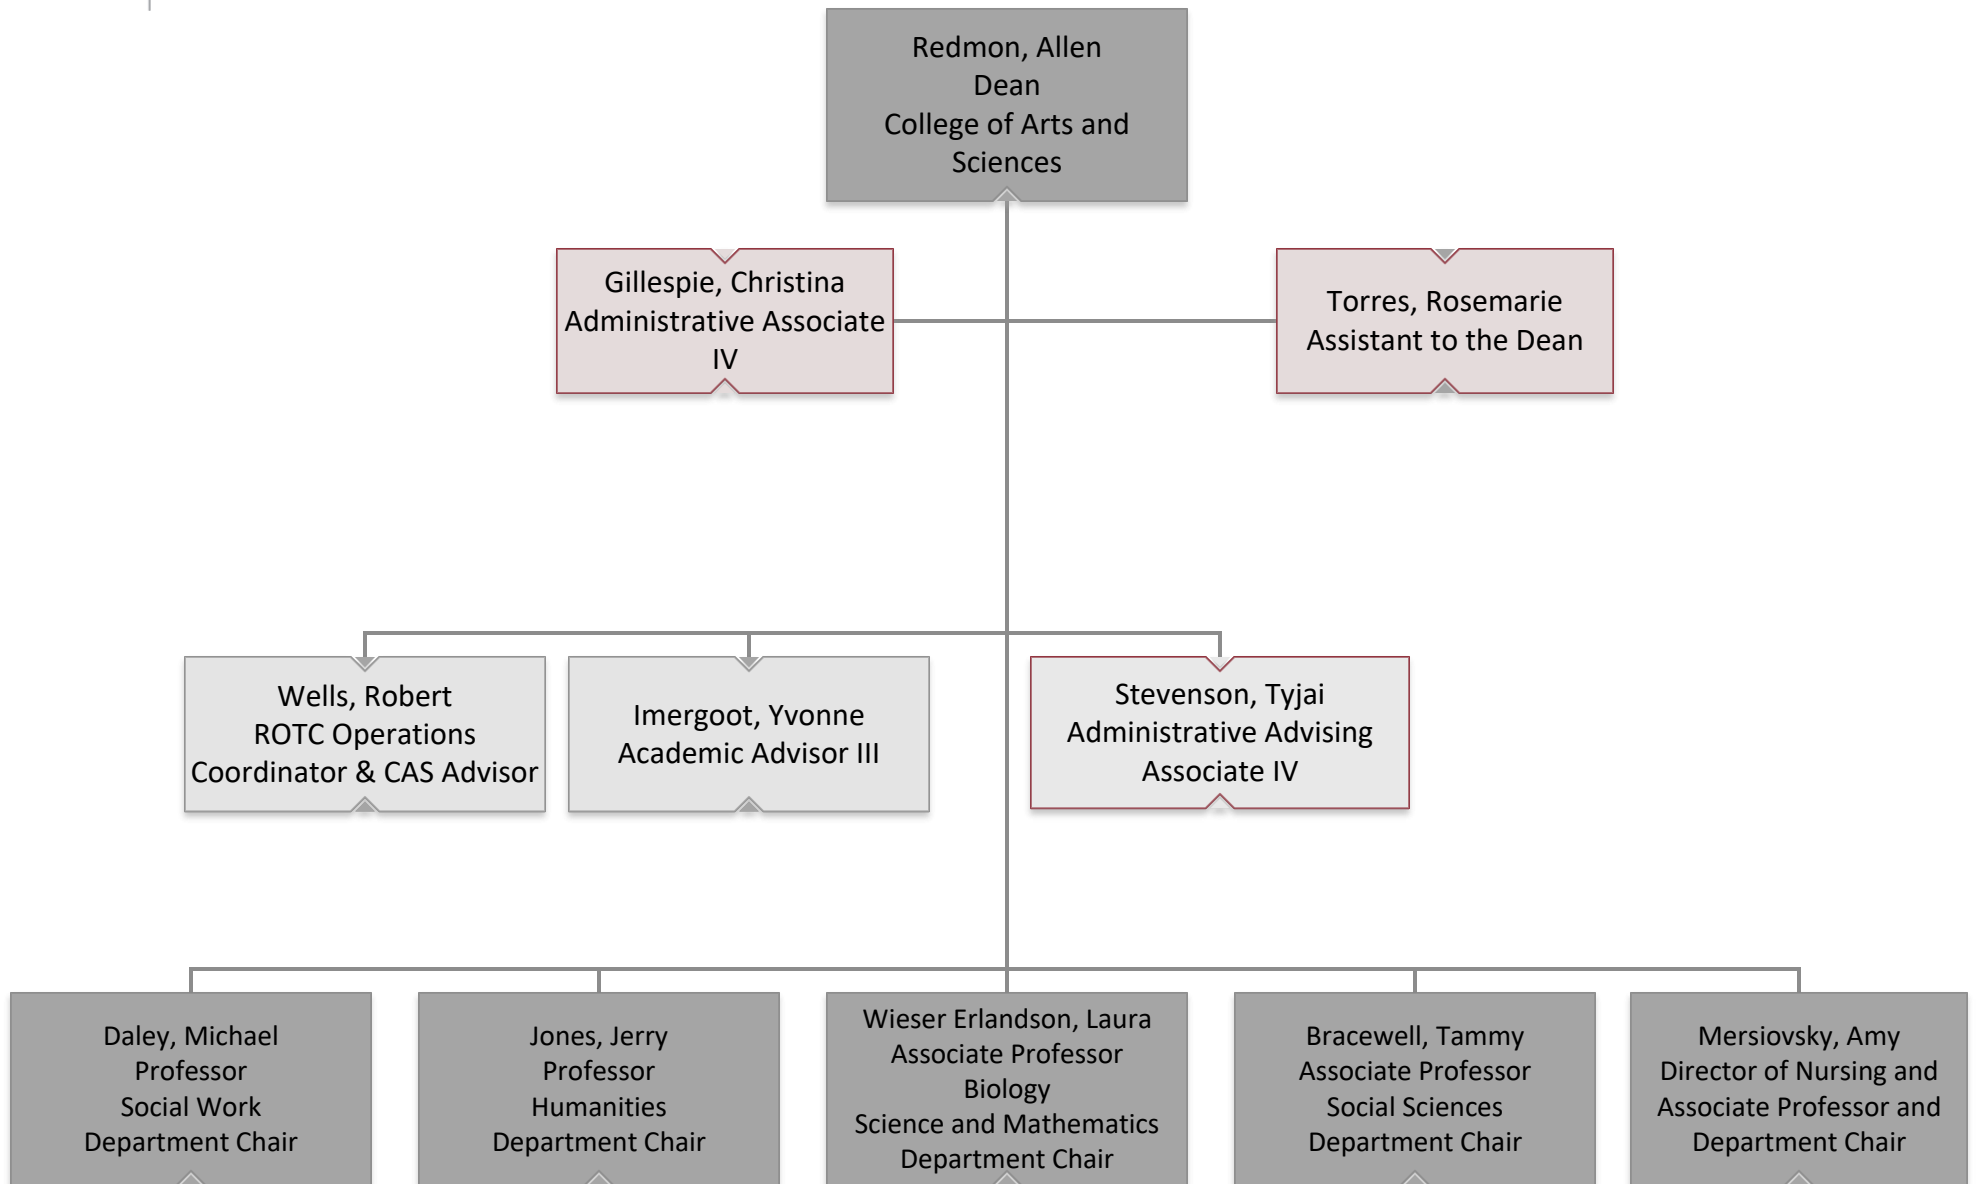 Redmon, Allen
Dean
College of Arts and
Sciences
Gillespie, Christina
Administrative Associate
IV
Torres, Rosemarie
Assistant to the Dean
Wells, Robert
ROTC Operations
Coordinator & CAS Advisor
Imergoot, Yvonne
Academic Advisor III
Stevenson, Tyjai
Administrative Advising
Associate IV
Daley, Michael
Professor
Social Work
Department Chair
Jones, Jerry
Professor
Humanities
Department Chair
Wieser Erlandson, Laura
Associate Professor
Biology
Science and Mathematics
Department Chair
Bracewell, Tammy
Associate Professor
Social Sciences
Department Chair
Mersiovsky, Amy
Director of Nursing and
Associate Professor and
Department Chair